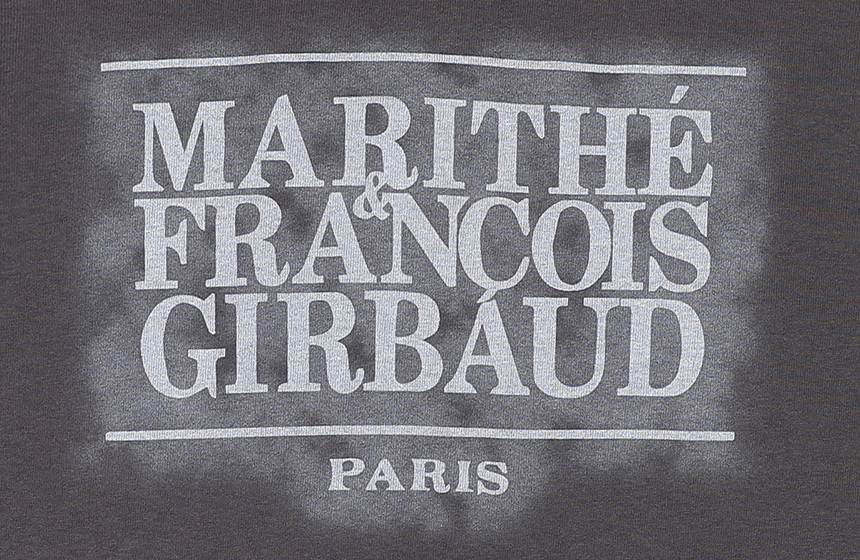 MARITHÉ
&
FRANÇOIS
GIRBAUD
PARIS